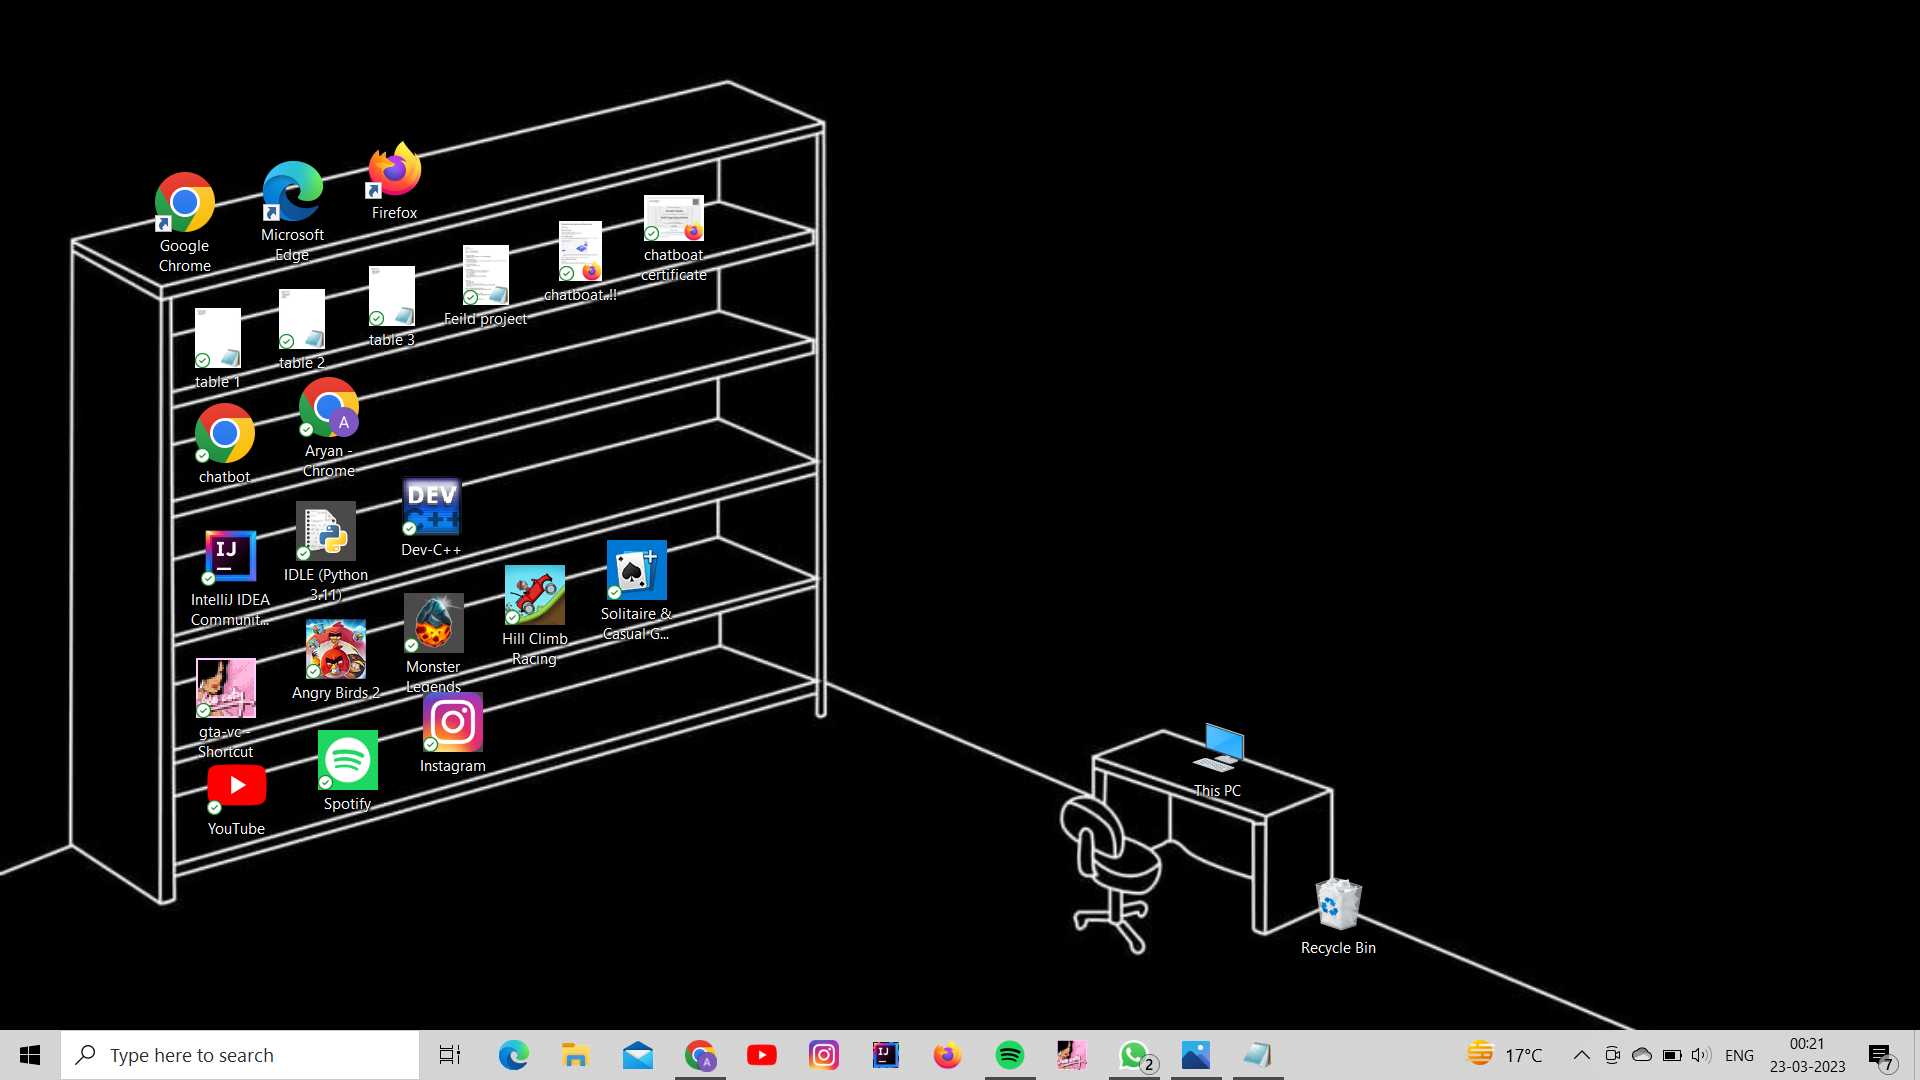 Google
Chrome
Microsoft
Edge
Firefox
chatboat
certificate
chatboat..!!
Feild project
table 3
table 2
table 1
chatbot
A
Aryan -
Chrome
DEV
C++
Dev-C++
IJ
IntelliJ IDEA
Communit...
IDLE (Python
3.11)
Solitaire &
Casual G...
Hill Climb
Racing
Monster
Legends
Angry Birds 2
gta-vc -
Shortcut
Instagram
Spotify
YouTube
This PC
Recycle Bin
Type here to search
A
IJ
2
17°C
ENG
00:21
23-03-2023
7